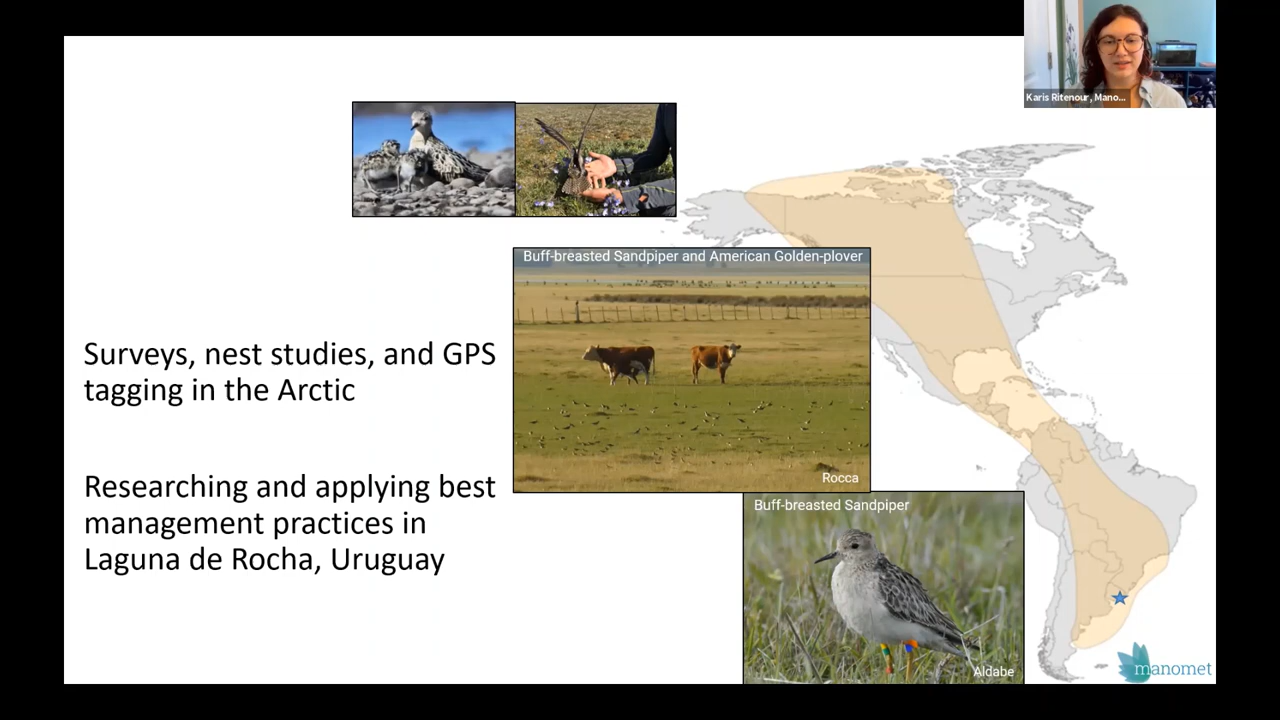 Karis Ritenour, Mano...
Buff-breasted Sandpiper and American Golden-plover
Surveys, nest studies, and GPS
tagging in the Arctic
Rocca
Researching and applying best
management practices in
Laguna de Rocha, Uruguay
Buff-breasted Sandpiper
Aldabe
manomet